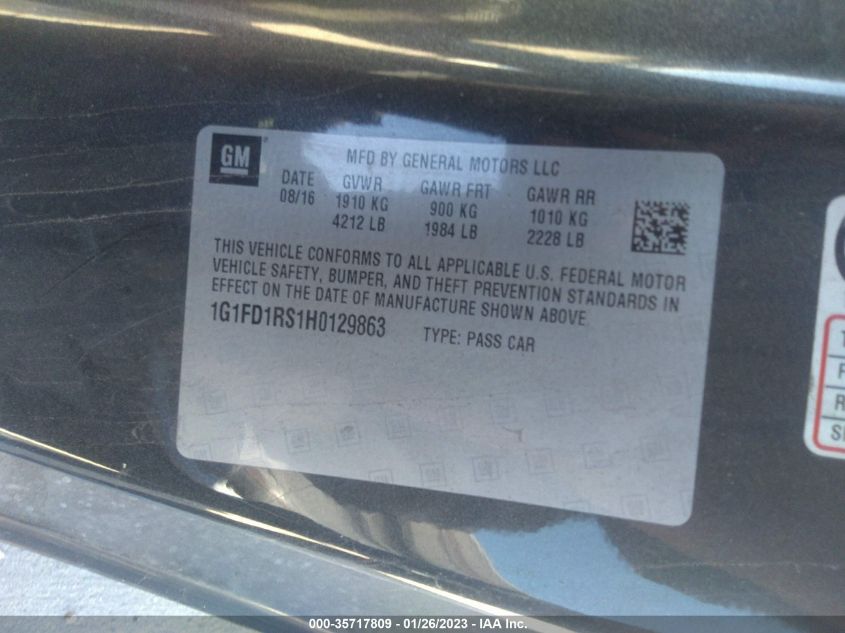 GM
MFD BY GENERAL MOTORS LLC
DATE GVWR GAWR FRT GAWR RR
08/16 1910 KG 900 KG 1010 KG
4212 LB 1984 LB 2228 LB
THIS VEHICLE CONFORMS TO ALL APPLICABLE U.S. FEDERAL MOTOR
VEHICLE SAFETY, BUMPER, AND THEFT PREVENTION STANDARDS IN
EFFECT ON THE DATE OF MANUFACTURE SHOWN ABOVE
1G1FD1RS1H0129863 TYPE: PASS CAR
000-35717809 - 01/26/2023 - IAA Inc.